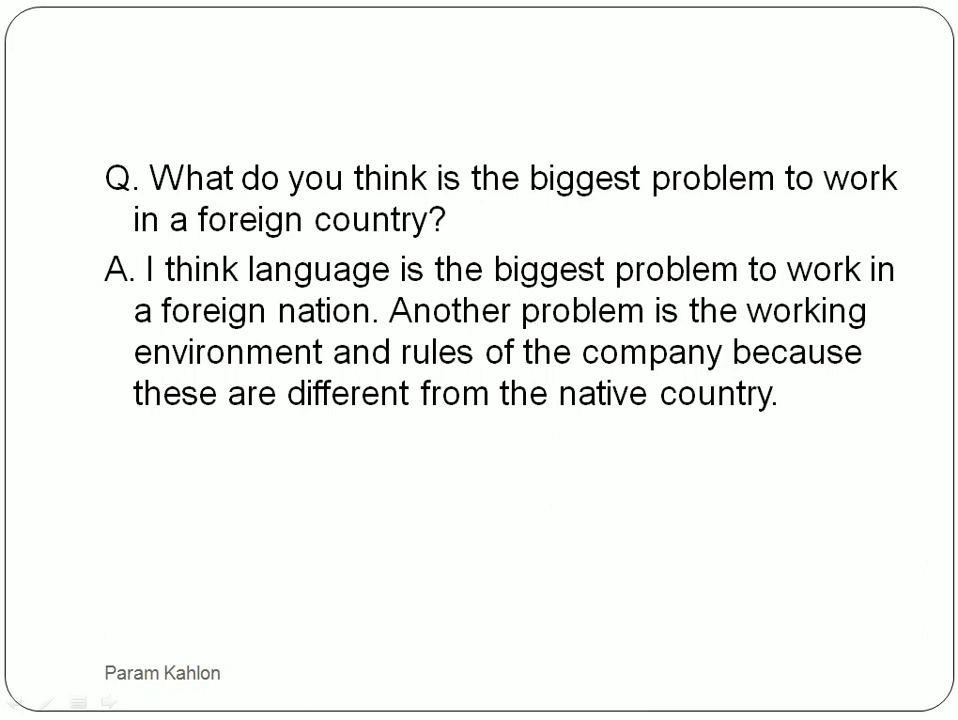 Q. What do you think is the biggest problem to work
in a foreign country?
A. I think language is the biggest problem to work in
a foreign nation. Another problem is the working
environment and rules of the company because
these are different from the native country.
Param Kahlon